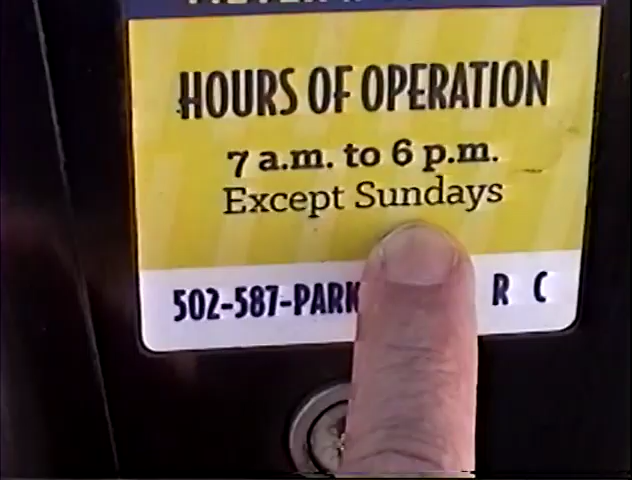 HOURS OF OPERATION
7 a.m. to 6 p.m.
Except Sundays
502-587-PARK R C